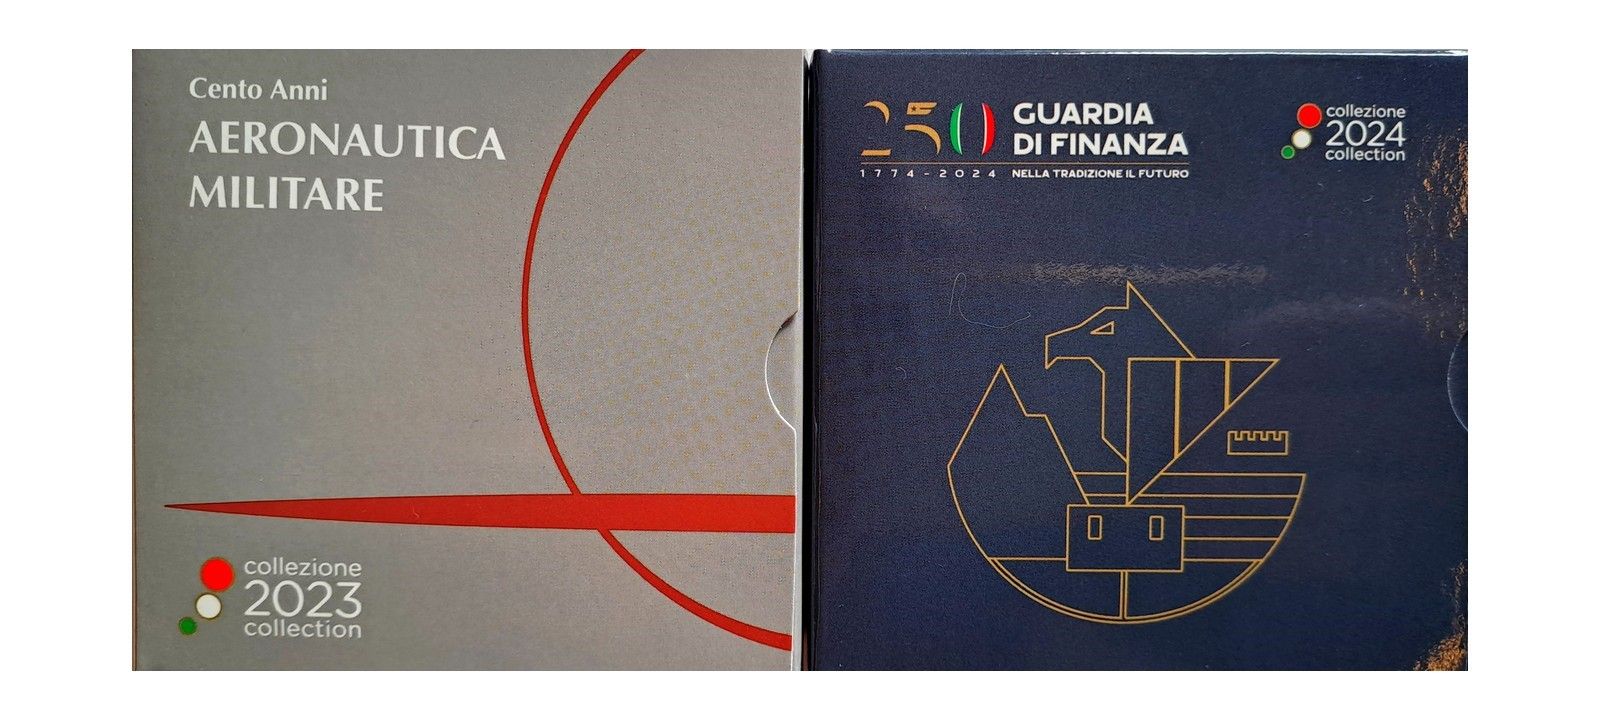 Cento Anni
AERONAUTICA
MILITARE
collezione
2023
collection
250 GUARDIA
DI FINANZA
1774-2024 NELLA TRADIZIONE IL FUTURO
collezione
2024
collection